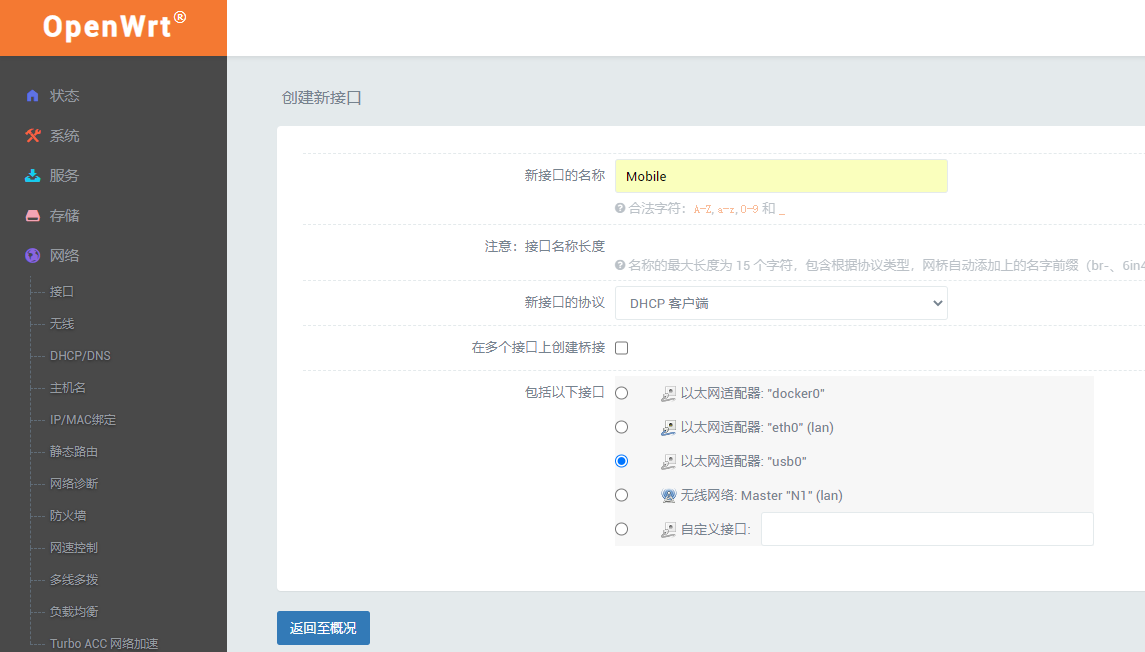 OpenWrt®
状态
系统
服务
存储
网络
接口
无线
DHCP/DNS
主机名
IP/MAC绑定
静态路由
网络诊断
防火墙
网速控制
多线多拨
负载均衡
Turbo ACC 网络加速
创建新接口
新接口的名称
Mobile
合法字符：A-Z, a-z, 0-9 和 _
注意：接口名称长度
名称的最大长度为 15 个字符，包含根据协议类型，网桥自动添加上的名字前缀（br-、6in4
新接口的协议
DHCP 客户端
在多个接口上创建桥接
包括以下接口
以太网适配器: "docker0"
以太网适配器: "eth0" (lan)
以太网适配器: "usb0"
无线网络: Master "N1" (lan)
自定义接口:
返回至概况